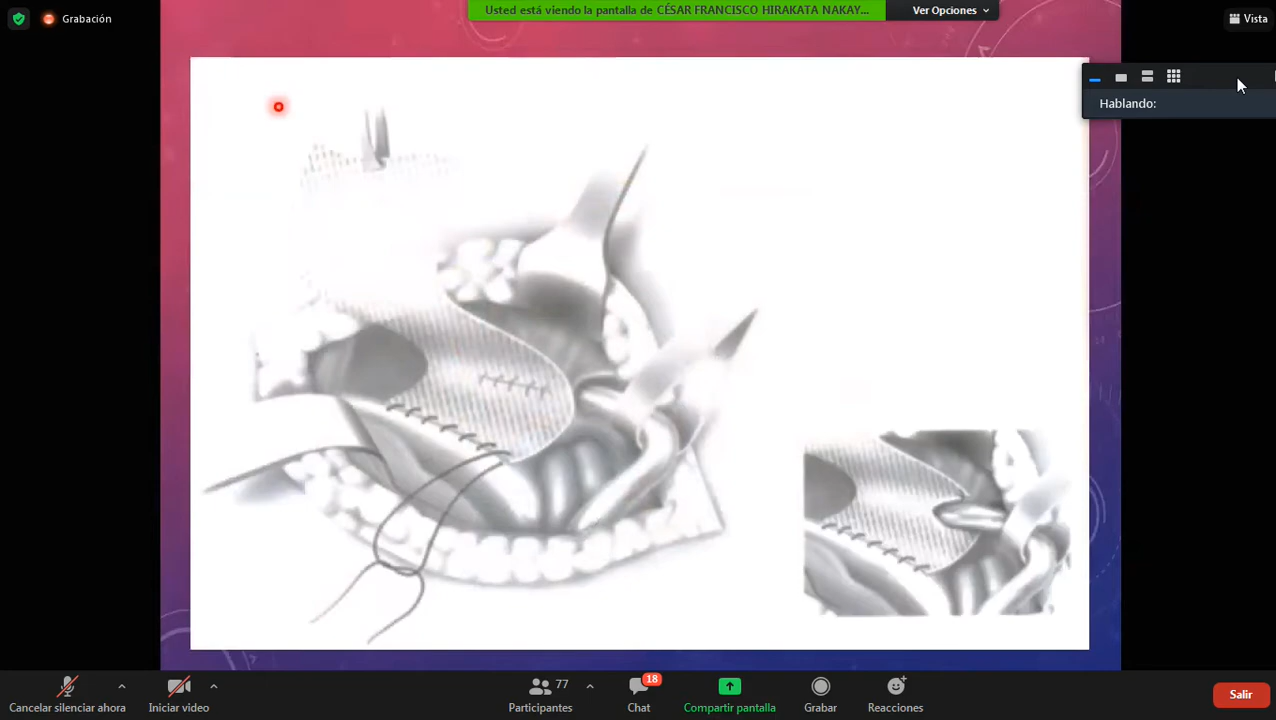 Grabación
Usted está viendo la pantalla de CÉSAR FRANCISCO HIRAKATA NAKAY...
Ver Opciones
Vista
Hablando:
Cancelar silenciar ahora
Iniciar video
77
Participantes
18
Chat
Compartir pantalla
Grabar
Reacciones
Salir